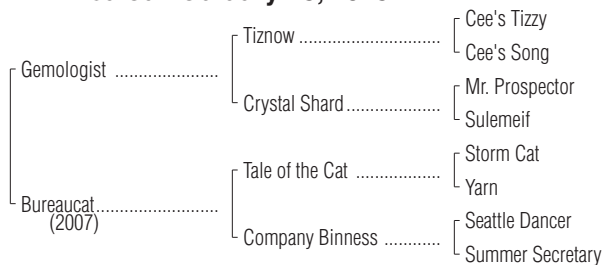 Gemologist
Bureaucat
(2007)
Tiznow
Crystal Shard
Tale of the Cat
Company Binness
Cee's Tizzy
Cee's Song
Mr. Prospector
Sulemeif
Storm Cat
Yarn
Seattle Dancer
Summer Secretary